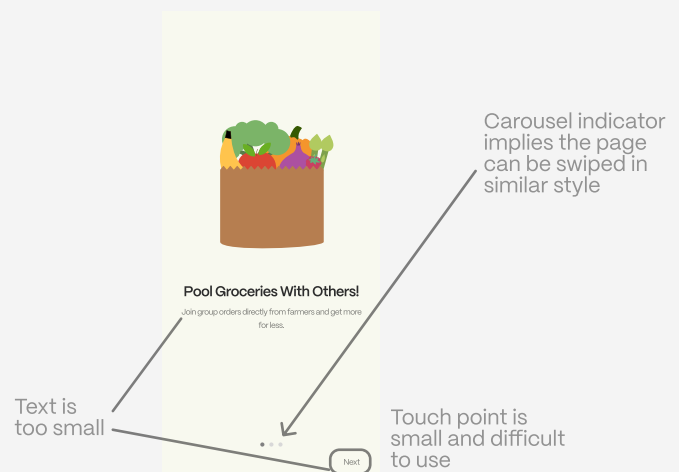 Carousel indicator
implies the page
can be swiped in
similar style
Pool Groceries With Others!
Join group orders directly from farmers and get more
for less.
Text is
too small
Touch point is
small and difficult
to use
Next